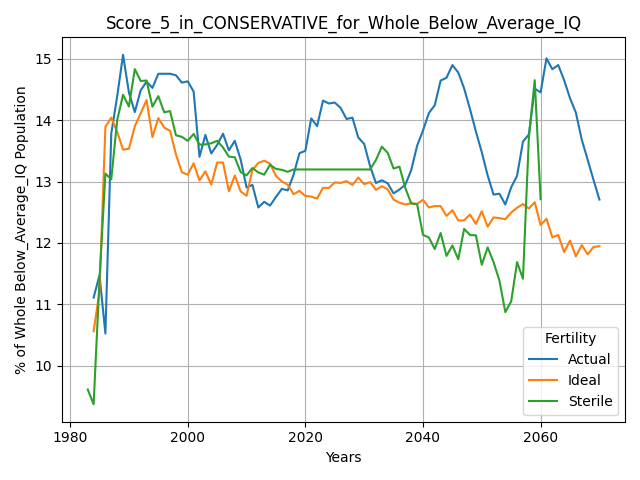 Score_5_in_CONSERVATIVE_for_Whole_Below_Average_IQ
% of Whole Below_Average_IQ Population
15
14
13
12
11
10
1980
2000
2020
2040
2060
Years
Fertility
Actual
Ideal
Sterile